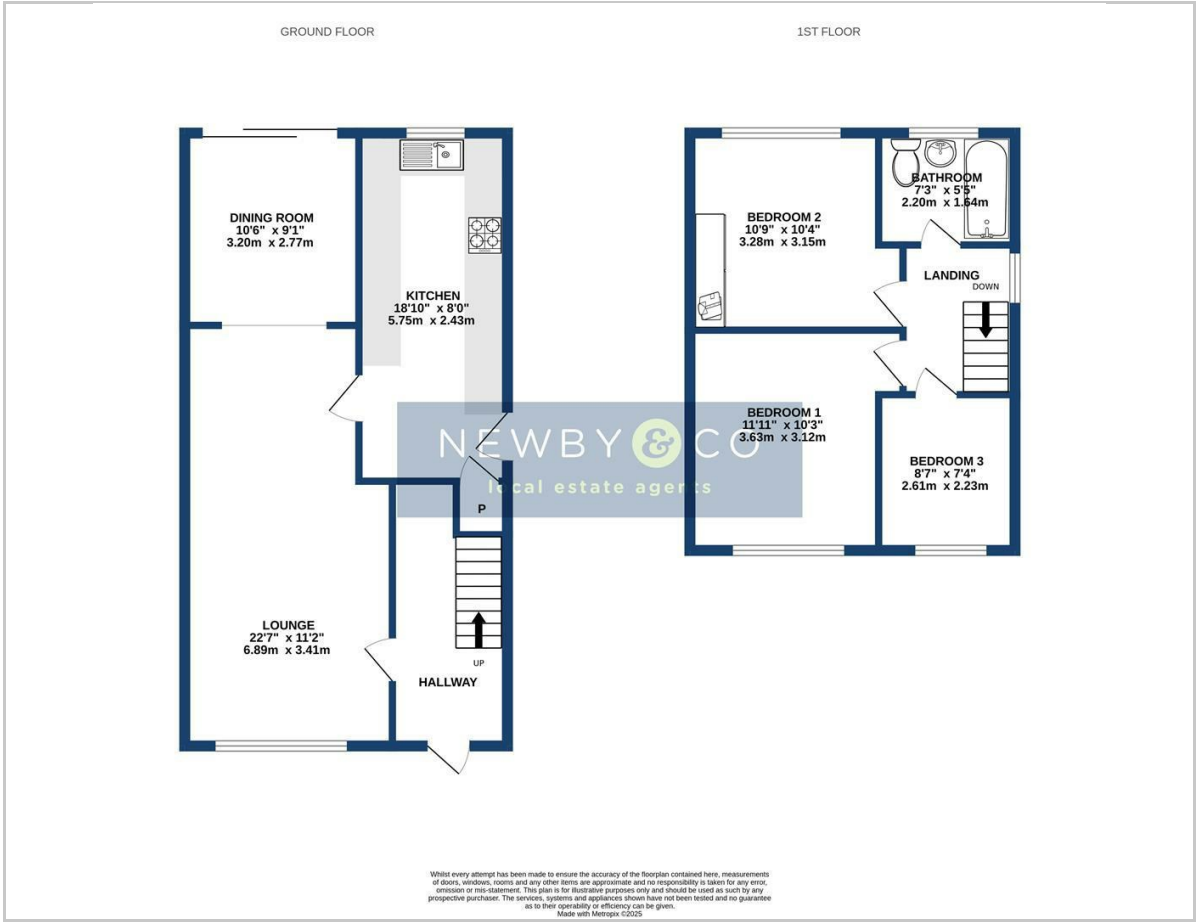 GROUND FLOOR
1ST FLOOR
DINING ROOM
10'6" x 9'1"
3.20m x 2.77m
KITCHEN
18'10" x 8'0"
5.75m x 2.43m
LOUNGE
22'7" x 11'2"
6.89m x 3.41m
P
UP
HALLWAY
BEDROOM 2
10'9" x 10'4"
3.28m x 3.15m
BATHROOM
7'3" x 5'5"
2.20m x 1.64m
LANDING
DOWN
BEDROOM 1
11'11" x 10'3"
3.63m x 3.12m
BEDROOM 3
8'7" x 7'4"
2.61m x 2.23m
NEWBY & CO
local estate agents
Whilst every attempt has been made to ensure the accuracy of the floorplan contained here, measurements
of doors, windows, rooms and any other items are approximate and no responsibility is taken for any error,
omission or mis-statement. This plan is for illustrative purposes only and should be used as such by any
prospective purchaser. The services, systems and appliances shown have not been tested and no guarantee
as to their operability or efficiency can be given.
Made with Metropix ©2025